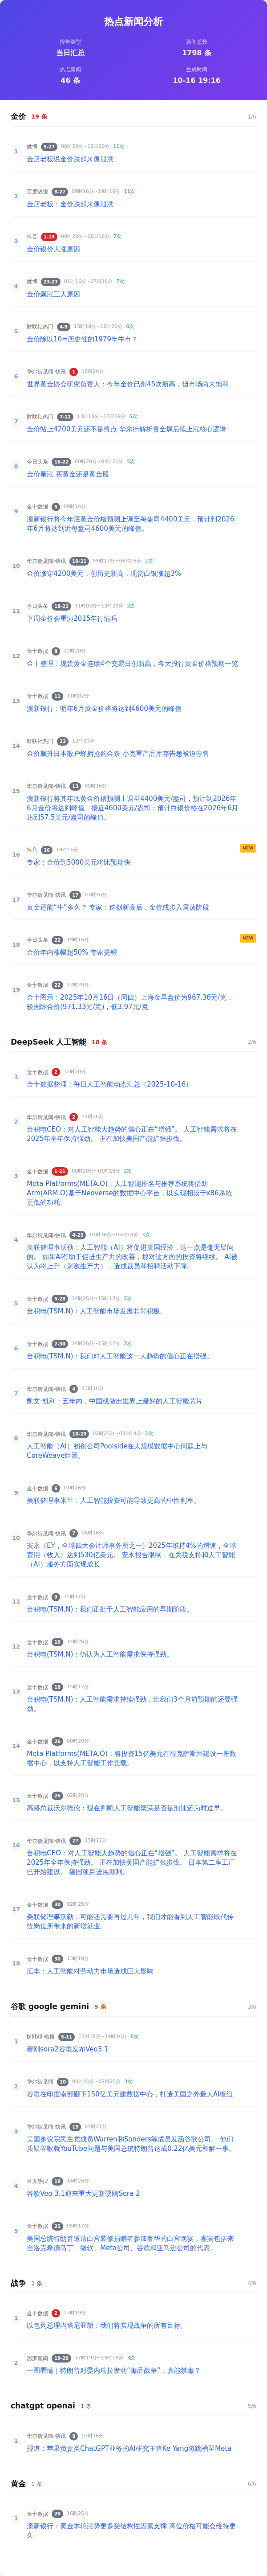 热点新闻分析
报告类型
新闻总数
当日汇总
1798 条
热点新闻
生成时间
46 条
10-16 19:16
金价 19 条 1/6
1 微博 5-27 00时20分~12时20分 11次
金店老板说金价跌起来像泄洪
2 百度热搜 8-27 09时16分~19时16分 11次
金店老板：金价跌起来像泄洪
3 抖音 1-13 00时20分~06时16分 7次
金价银价大涨原因
4 微博 23-27 01时16分~07时16分 7次
金价飙涨三大原因
5 财联社热门 4-9 13时18分~18时20分 6次
金价除以10=历史性的1979年牛市？
6 华尔街见闻-快讯 1 18时20分
世界黄金协会研究负责人：今年金价已创45次新高，但市场尚未饱和
7 财联社热门 7-12 13时18分~17时19分 5次
金价站上4200美元还不是终点 华尔街解析贵金属后续上涨核心逻辑
8 今日头条 16-22 00时20分~04时21分 5次
金价暴涨 买黄金还是黄金股
9 金十数据 5 09时16分
澳新银行将今年底黄金价格预测上调至每盎司4400美元，预计到2026
年6月将达到近每盎司4600美元的峰值。
10 华尔街见闻-快讯 10-21 05时17分~06时16分 2次
金价涨穿4200美元，创历史新高，现货白银涨超3%
11 今日头条 16-21 11时02分~12时20分 2次
下周金价会重演2015年行情吗
12 金十数据 8 12时20分
金十整理：现货黄金连续4个交易日创新高，各大投行黄金价格预期一览
13 金十数据 11 11时02分
澳新银行：明年6月黄金价格将达到4600美元的峰值
14 财联社热门 13 12时20分
金价飙升日本散户蜂拥抢购金条 小克重产品库存告急被迫停售
15 华尔街见闻-快讯 13 09时16分
澳新银行将其年底黄金价格预测上调至4400美元/盎司，预计到2026年
6月金价将达到峰值，接近4600美元/盎司；预计白银价格在2026年6月
达到57.5美元/盎司的峰值。
16 抖音 16 19时16分 NEW
专家：金价到5000美元将比预期快
17 华尔街见闻-快讯 17 07时16分
黄金还能“牛”多久？ 专家：迭创新高后，金价或步入震荡阶段
18 今日头条 22 19时16分 NEW
金价年内涨幅超50% 专家提醒
19 金十数据 22 12时20分
金十图示：2025年10月16日（周四）上海金早盘价为967.36元/克，
较国际金价(971.33元/克)，低3.97元/克
DeepSeek 人工智能 18 条 2/6
1 金十数据 2 12时20分
金十数据整理：每日人工智能动态汇总（2025-10-16）
2 华尔街见闻-快讯 2 14时26分
台积电CEO：对人工智能大趋势的信心正在“增强”。 人工智能需求将在
2025年全年保持强劲。 正在加快美国产能扩张步伐。
3 金十数据 1-21 00时20分~01时16分 2次
Meta Platforms(META.O)：人工智能排名与推荐系统将借助
Arm(ARM.O)基于Neoverse的数据中心平台，以实现相较于x86系统
更低的功耗。
4 华尔街见闻-快讯 4-25 01时16分~03时14分 3次
美联储理事沃勒：人工智能（AI）将促进美国经济，这一点是毫无疑问
的。 如果AI有助于促进生产力的改善，那对这方面的投资将继续。 AI被
认为将上升（刺激生产力），造成裁员和招聘活动下降。
5 金十数据 5-28 14时26分~15时17分 2次
台积电(TSM.N)：人工智能市场发展非常积极。
6 金十数据 7-30 14时26分~15时17分 2次
台积电(TSM.N)：我们对人工智能这一大趋势的信心正在增强。
7 华尔街见闻-快讯 4 13时18分
凯文·凯利：五年内，中国或做出世界上最好的人工智能芯片
8 华尔街见闻-快讯 10-20 02时25分~03时14分 2次
人工智能（AI）初创公司Poolside在大规模数据中心问题上与
CoreWeave组团。
9 金十数据 6 01时16分
美联储理事米兰：人工智能投资可能导致更高的中性利率。
10 华尔街见闻-快讯 7 06时16分
安永（EY，全球四大会计师事务所之一）2025年维持4%的增速，全球
费用（收入）达到530亿美元。 安永报告限制，在关税支持和人工智能
（AI）服务方面实现成长。
11 金十数据 9 15时17分
台积电(TSM.N)：我们正处于人工智能应用的早期阶段。
12 金十数据 10 14时26分
台积电(TSM.N)：仍认为人工智能需求保持强劲。
13 金十数据 18 15时17分
台积电(TSM.N)：人工智能需求持续强劲，比我们3个月前预期的还要强
劲。
14 金十数据 26 00时20分
Meta Platforms(META.O)：将投资15亿美元在得克萨斯州建设一座数
据中心，以支持人工智能工作负载。
15 金十数据 26 02时25分
高盛总裁沃尔德伦：现在判断人工智能繁荣是否是泡沫还为时过早。
16 华尔街见闻-快讯 27 15时17分
台积电CEO：对人工智能大趋势的信心正在“增强”。 人工智能需求将在
2025年全年保持强劲。 正在加快美国产能扩张步伐。 日本第二座工厂
已开始建设。 德国项目进展顺利。
17 金十数据 30 02时25分
美联储理事沃勒：可能还需要再过几年，我们才能看到人工智能取代传
统岗位所带来的新增就业。
18 金十数据 30 13时18分
汇丰：人工智能对劳动力市场造成巨大影响
谷歌 google gemini 5 条 3/6
1 bilibili 热搜 5-11 13时18分~19时16分 8次
硬刚sora2谷歌发布Veo3.1
2 华尔街见闻 10 00时20分~02时25分 3次
谷歌在印度南部砸下150亿美元建数据中心，打造美国之外最大AI枢纽
3 华尔街见闻-快讯 15 04时21分
美国参议院民主党成员Warren和Sanders等成员发函谷歌公司。 他们
质疑谷歌就YouTube问题与美国总统特朗普达成0.22亿美元和解一事。
4 百度热搜 19 14时26分
谷歌Veo 3.1迎来重大更新硬刚Sora 2
5 金十数据 21 05时17分
美国总统特朗普邀请白宫装修捐赠者参加奢华的白宫晚宴，嘉宾包括来
自洛克希德马丁、微软、Meta公司、谷歌和亚马逊公司的代表。
战争 2 条 4/6
1 金十数据 2 17时19分
以色列总理内塔尼亚胡：我们将实现战争的所有目标。
2 澎湃新闻 19-20 17时19分~19时16分 3次
一图看懂｜特朗普对委内瑞拉发动“毒品战争”，真能禁毒？
chatgpt openai 1 条 5/6
1 华尔街见闻-快讯 8 07时16分
报道：苹果负责类ChatGPT业务的AI研究主管Ke Yang将跳槽至Meta
黄金 1 条 6/6
1 金十数据 20 16时25分
澳新银行：黄金本轮涨势更多受结构性因素支撑 高位价格可能会维持更
久